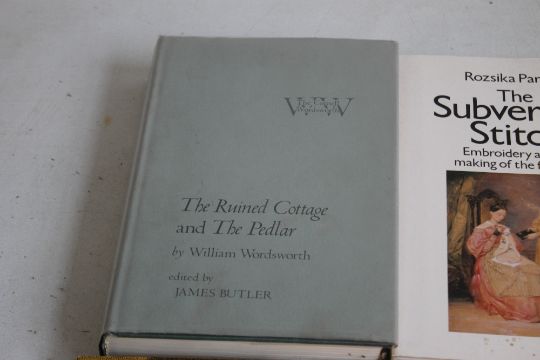 The Cornell
Wordsworth
The Ruined Cottage
and The Pedlar
by William Wordsworth
edited by
JAMES BUTLER
Rozsika Par
The
Subver
Stitc
Embroidery a
making of the f